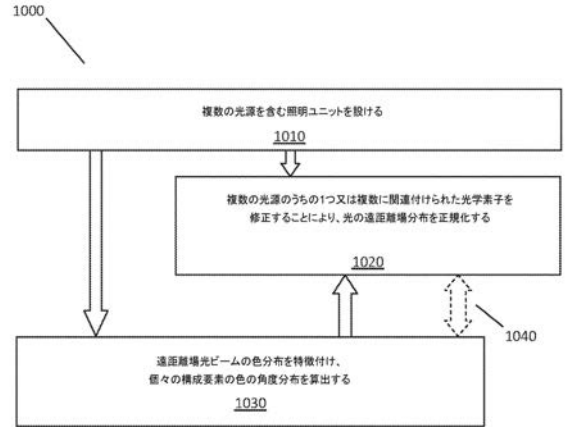 1000
複数の光源を含む照明ユニットを設ける
1010
複数の光源のうちの1つ又は複数に関連付けられた光学素子を
修正することにより、光の遠距離場分布を正規化する
1020
1040
遠距離場光ビームの色分布を特徴付け、
個々の構成要素の色の角度分布を算出する
1030